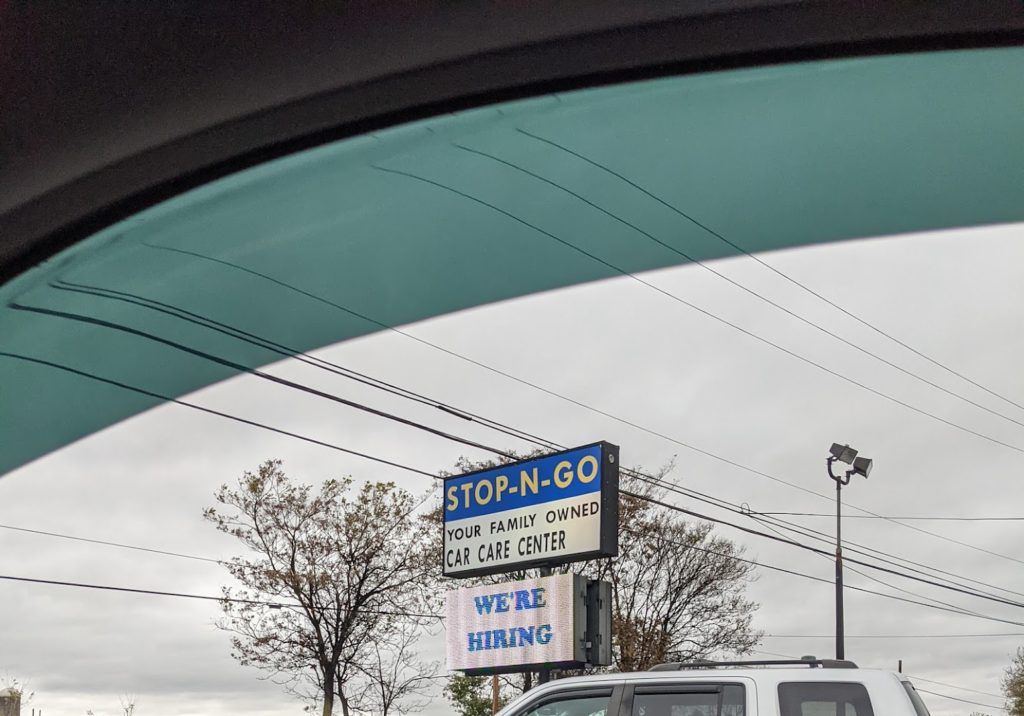 STOP-N-GO
YOUR FAMILY OWNED
CAR CARE CENTER
WE'RE
HIRING